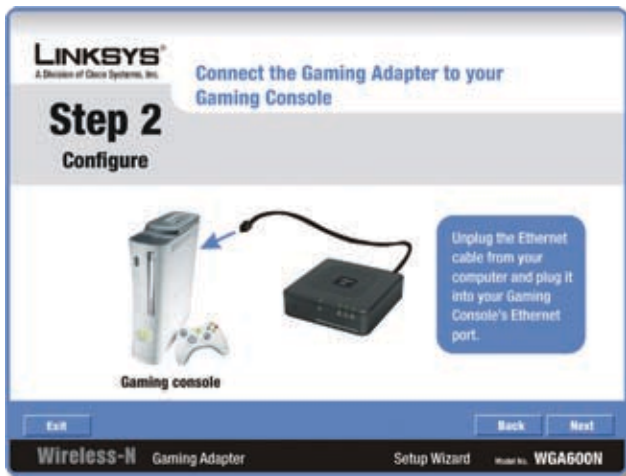 LINKSYS®
A Division of Cisco Systems, Inc.
Connect the Gaming Adapter to your
Gaming Console
Step 2
Configure
Unplug the Ethernet
cable from your
computer and plug it
into your Gaming
Console's Ethernet
port.
Gaming console
Exit
Back
Next
Wireless-N Gaming Adapter
Setup Wizard
Model No. WGA600N